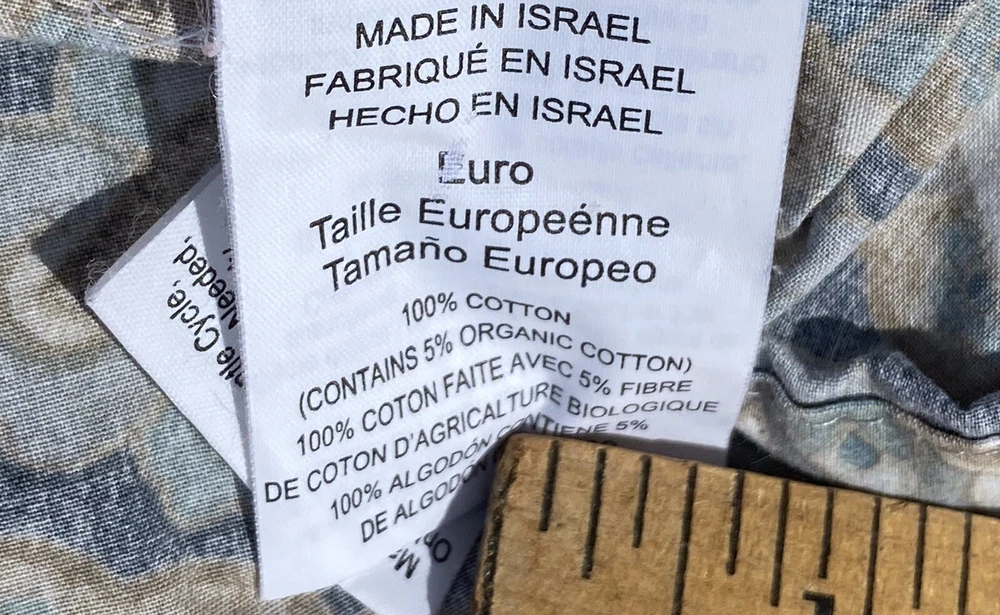 MADE IN ISRAEL
FABRIQUÉ EN ISRAEL
HECHO EN ISRAEL
Euro
Taille Europeénne
Tamaño Europeo
100% COTTON
(CONTAINS 5% ORGANIC COTTON)
100% COTON FAITE AVEC 5% FIBRE
DE COTON D'AGRICALTURE BIOLOGIQUE
100% ALGODÓN CONTIENE 5%
DE ALGODÓN
Cycle,
Needed,